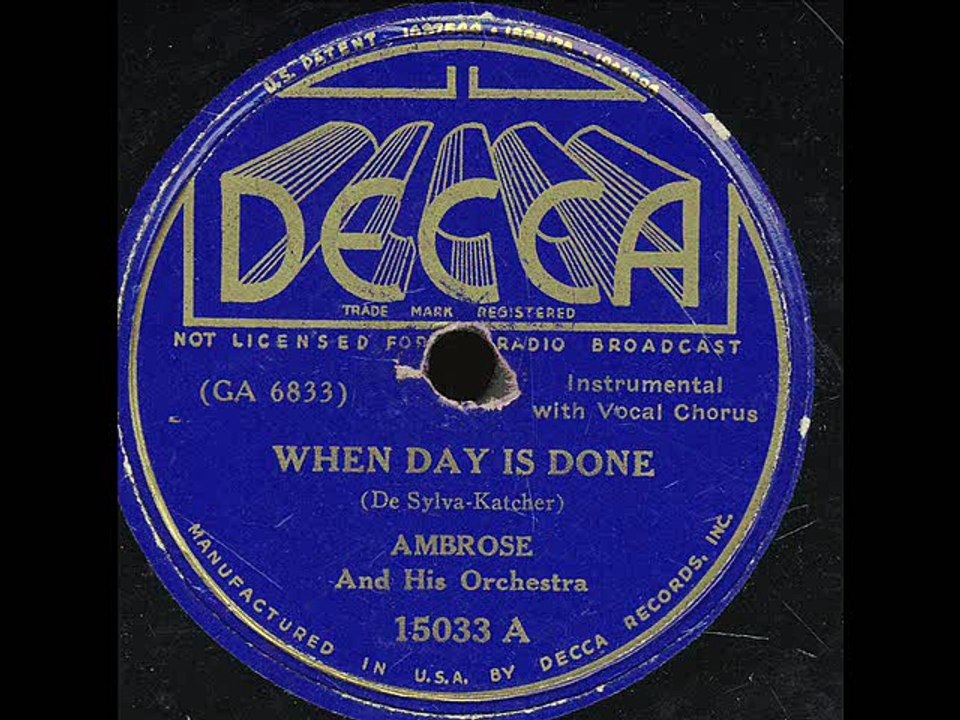 U.S. PATENT
DECCA
TRADE MARK REGISTERED
NOT LICENSED FOR RADIO BROADCAST
(GA 6833)
Instrumental
with Vocal Chorus
WHEN DAY IS DONE
(De Sylva-Katcher)
AMBROSE
And His Orchestra
15033 A
MANUFACTURED IN U.S.A. BY DECCA RECORDS, INC.